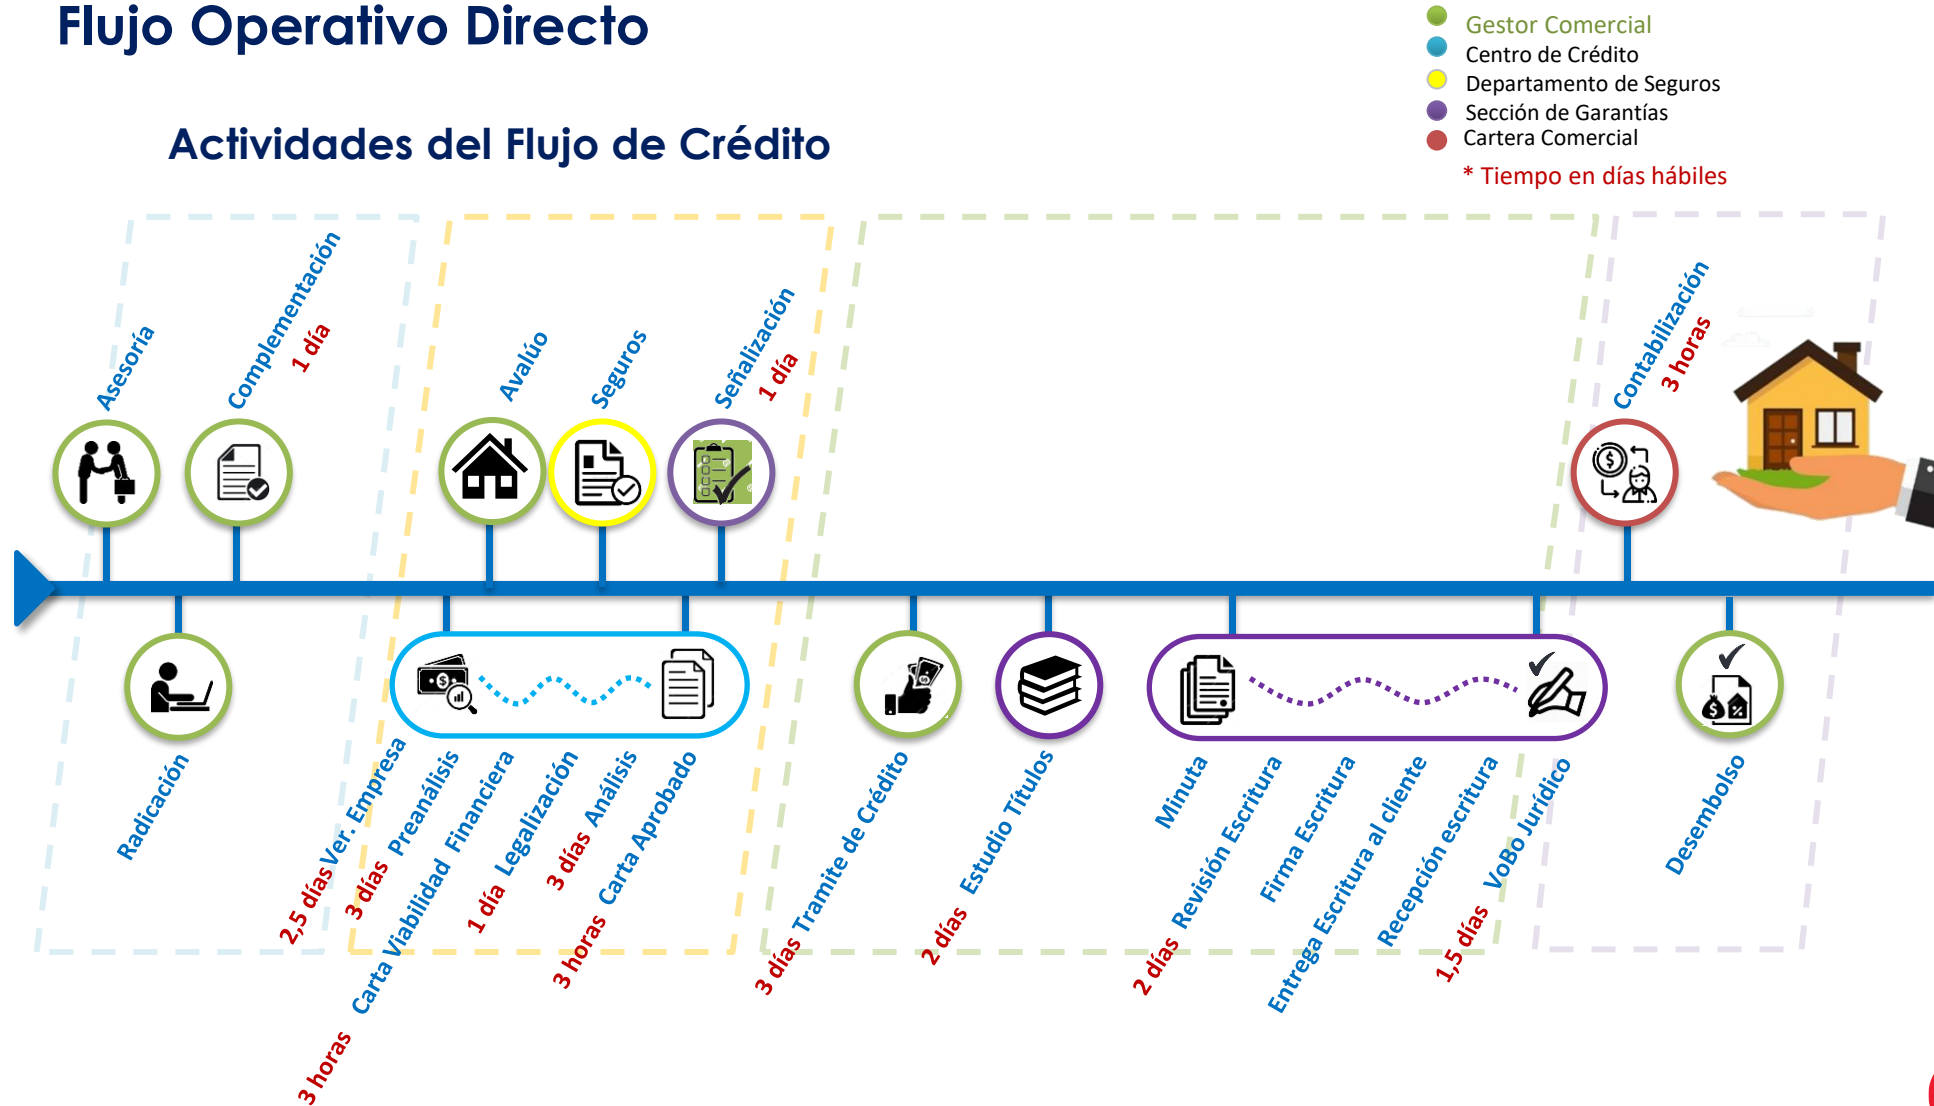 Flujo Operativo Directo
Gestor Comercial
Centro de Crédito
Departamento de Seguros
Sección de Garantías
Cartera Comercial
* Tiempo en días hábiles
Actividades del Flujo de Crédito
Asesoría
Complementación
1 día
Avalúo
Seguros
Señalización
1 día
Contabilización
3 horas
Radicación
2,5 días Ver. Empresa
3 días Preanálisis
3 horas Carta Viabilidad Financiera
1 día Legalización
3 días Análisis
3 horas Carta Aprobado
3 días Tramite de Crédito
2 días Estudio Títulos
Minuta
2 días Revisión Escritura
Firma Escritura
Entrega Escritura al cliente
Recepción escritura
1,5 días VoBo Jurídico
Desembolso